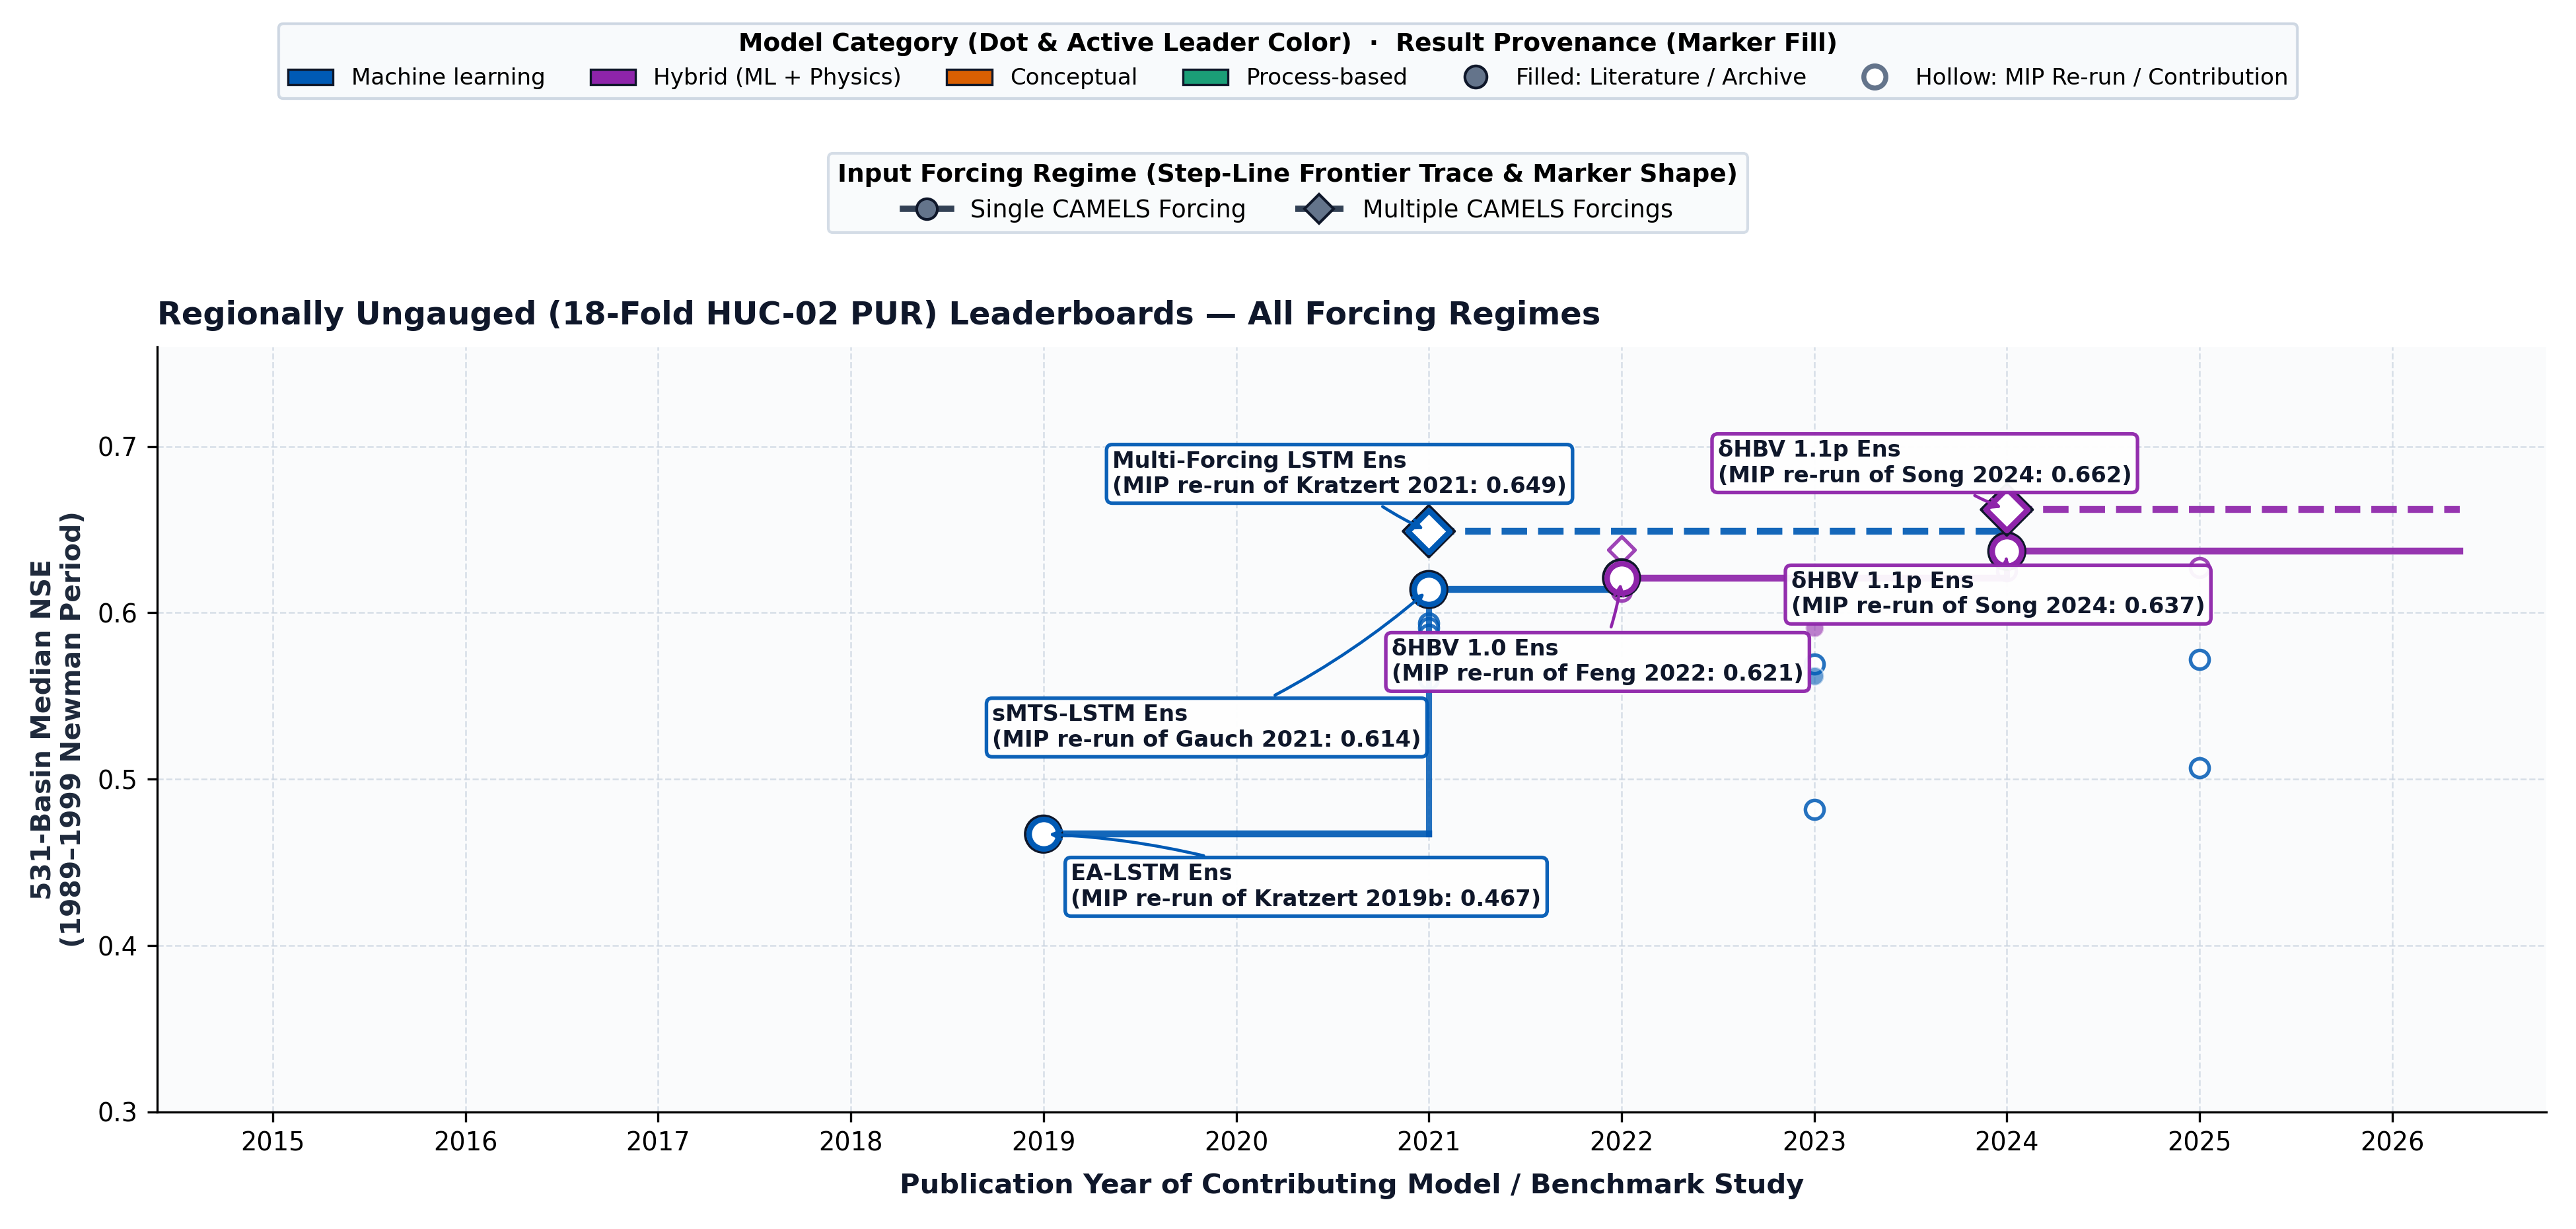 Model Category (Dot & Active Leader Color)  ·  Result Provenance (Marker Fill)
Machine learning
Hybrid (ML + Physics)
Conceptual
Process-based
Filled: Literature / Archive
Hollow: MIP Re-run / Contribution
Input Forcing Regime (Step-Line Frontier Trace & Marker Shape)
Single CAMELS Forcing
Multiple CAMELS Forcings
Regionally Ungauged (18-Fold HUC-02 PUR) Leaderboards — All Forcing Regimes
531-Basin Median NSE
(1989–1999 Newman Period)
0.7
0.6
0.5
0.4
0.3
Multi-Forcing LSTM Ens
(MIP re-run of Kratzert 2021: 0.649)
δHBV 1.1p Ens
(MIP re-run of Song 2024: 0.662)
δHBV 1.1p Ens
(MIP re-run of Song 2024: 0.637)
δHBV 1.0 Ens
(MIP re-run of Feng 2022: 0.621)
sMTS-LSTM Ens
(MIP re-run of Gauch 2021: 0.614)
EA-LSTM Ens
(MIP re-run of Kratzert 2019b: 0.467)
2015
2016
2017
2018
2019
2020
2021
2022
2023
2024
2025
2026
Publication Year of Contributing Model / Benchmark Study